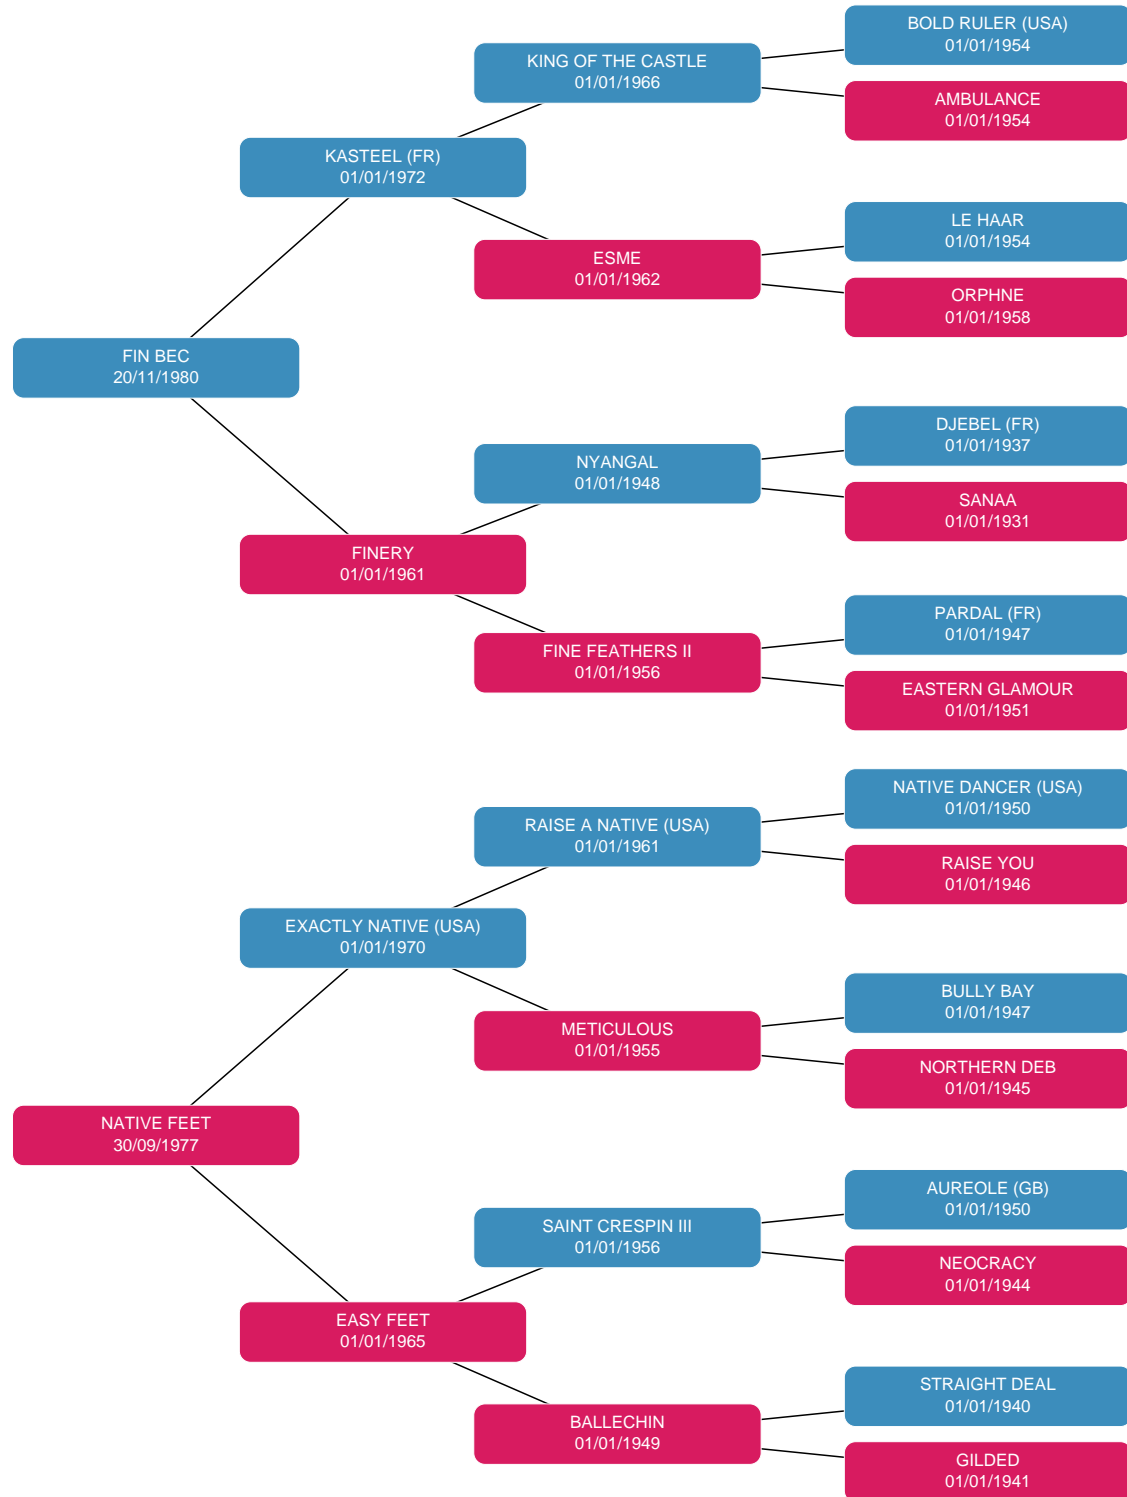 BOLD RULER (USA)
01/01/1954
KING OF THE CASTLE
01/01/1966
AMBULANCE
01/01/1954
KASTEEL (FR)
01/01/1972
LE HAAR
01/01/1954
ESME
01/01/1962
ORPHNE
01/01/1958
FIN BEC
20/11/1980
DJEBEL (FR)
01/01/1937
NYANGAL
01/01/1948
SANAA
01/01/1931
FINERY
01/01/1961
PARDAL (FR)
01/01/1947
FINE FEATHERS II
01/01/1956
EASTERN GLAMOUR
01/01/1951
NATIVE DANCER (USA)
01/01/1950
RAISE A NATIVE (USA)
01/01/1961
RAISE YOU
01/01/1946
EXACTLY NATIVE (USA)
01/01/1970
BULLY BAY
01/01/1947
METICULOUS
01/01/1955
NORTHERN DEB
01/01/1945
NATIVE FEET
30/09/1977
AUREOLE (GB)
01/01/1950
SAINT CRESPIN III
01/01/1956
NEOCRACY
01/01/1944
EASY FEET
01/01/1965
STRAIGHT DEAL
01/01/1940
BALLECHIN
01/01/1949
GILDED
01/01/1941